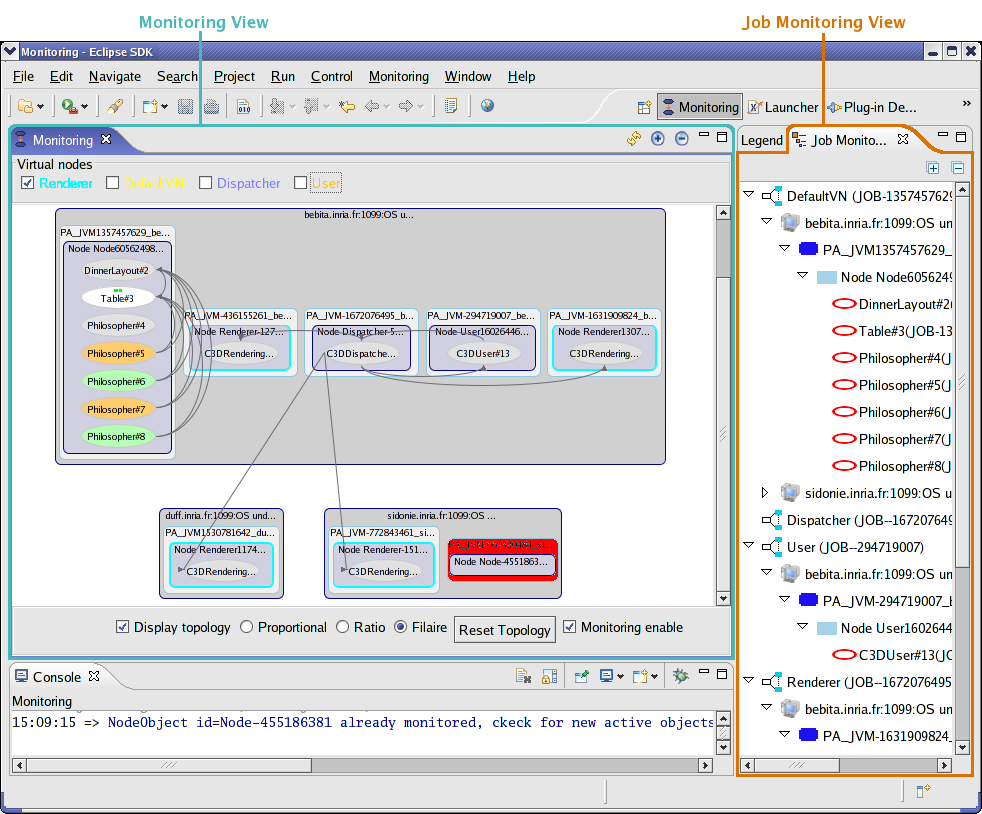 Monitoring View
Job Monitoring View
Monitoring - Eclipse SDK
File Edit Navigate Search Project Run Control Monitoring Window Help
Monitoring Launcher Plug-in De... »
Monitoring
Virtual nodes
Renderer Default VN Dispatcher User
bebita.inria.fr:1099:OS un...
PA_JVM1357457629_be...
Node Node60562498...
DinnerLayout#2
Table#3
Philosopher#4
Philosopher#5
Philosopher#6
Philosopher#7
Philosopher#8
PA_JVM-436155261_be...
Node Renderer-127...
C3DRendering...
PA_JVM-1672076495_b...
Node Dispatcher-5...
C3DDispatche...
PA_JVM-294719007_be...
Node User16026446...
C3DUser#13
PA_JVM-1631909824_b...
Node Renderer1307...
C3DRendering...
duff.inria.fr:1099:OS und...
PA_JVM1530781642_du...
Node Renderer1174...
C3DRendering...
sidonie.inria.fr:1099:OS ...
PA_JVM-772843461_si...
Node Renderer-151...
C3DRendering...
Node Node-4551863...
Display topology Proportional Ratio Filaire Reset Topology Monitoring enable
Console
Monitoring
15:09:15 => NodeObject id=Node-455186381 already monitored, ckeck for new active objects
Legend Job Monito...
DefaultVN (JOB-1357457629
bebita.inria.fr:1099:OS un
PA_JVM1357457629_
Node Node6056249
DinnerLayout#2(
Table#3(JOB-13
Philosopher#4(J
Philosopher#5(J
Philosopher#6(J
Philosopher#7(J
Philosopher#8(J
sidonie.inria.fr:1099:OS u
Dispatcher (JOB--167207649
User (JOB--294719007)
bebita.inria.fr:1099:OS un
PA_JVM-294719007_b
Node User1602644
C3DUser#13(JO
Renderer (JOB--1672076495
bebita.inria.fr:1099:OS un
PA_JVM-1631909824_